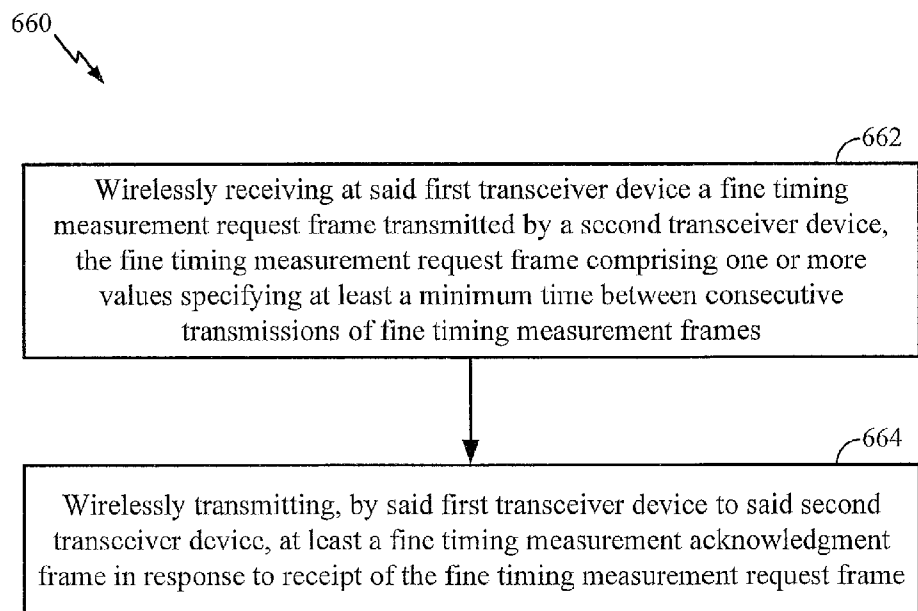 660
662
Wirelessly receiving at said first transceiver device a fine timing
measurement request frame transmitted by a second transceiver device,
the fine timing measurement request frame comprising one or more
values specifying at least a minimum time between consecutive
transmissions of fine timing measurement frames
664
Wirelessly transmitting, by said first transceiver device to said second
transceiver device, at least a fine timing measurement acknowledgment
frame in response to receipt of the fine timing measurement request frame